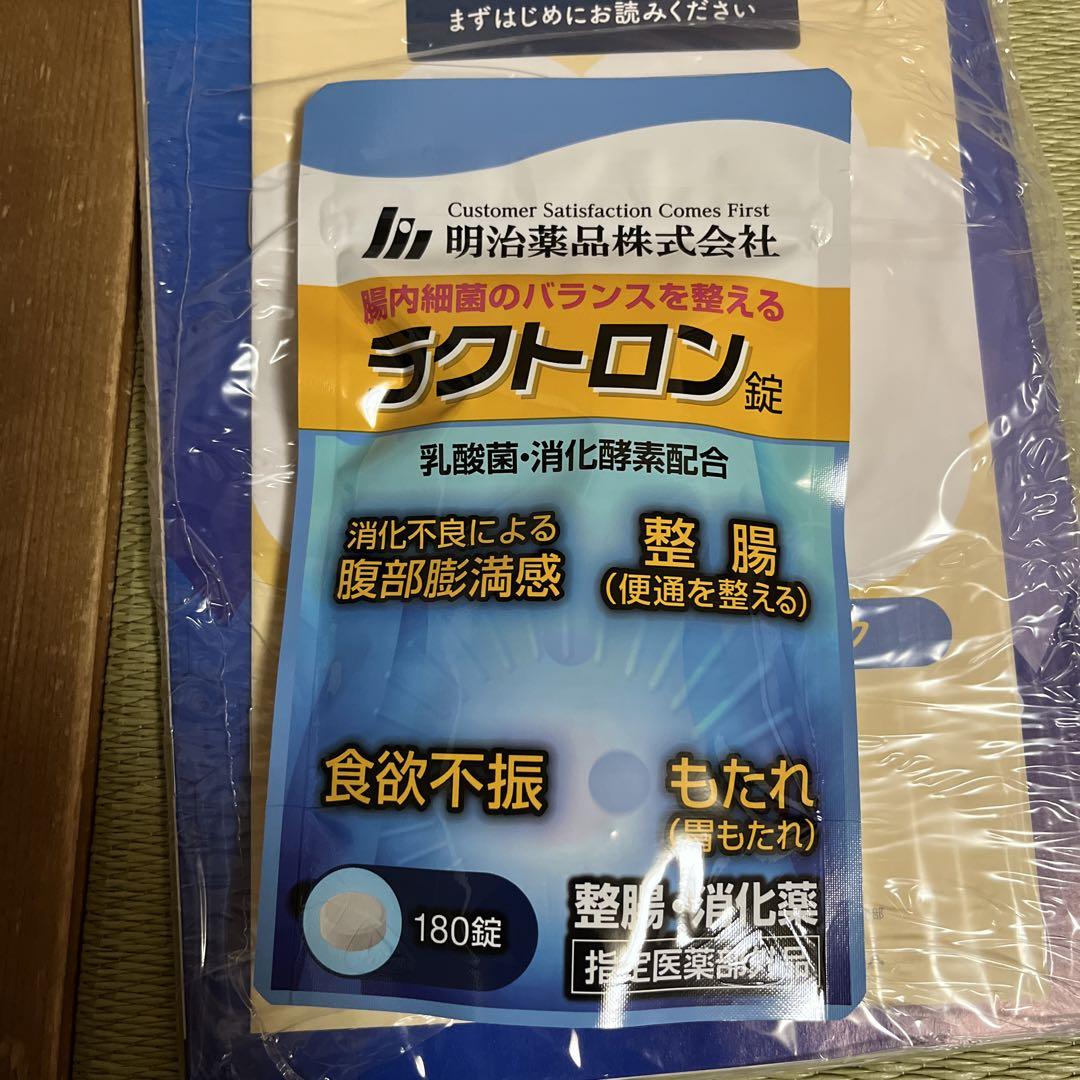 まずはじめにお読みください
Customer Satisfaction Comes First
明治薬品株式会社
腸内細菌のバランスを整える
ラクトロン錠
乳酸菌・消化酵素配合
消化不良による
腹部膨満感
整腸
(便通を整える)
食欲不振
もたれ
(胃もたれ)
180錠
整腸・消化薬
指定医薬部外品
ク